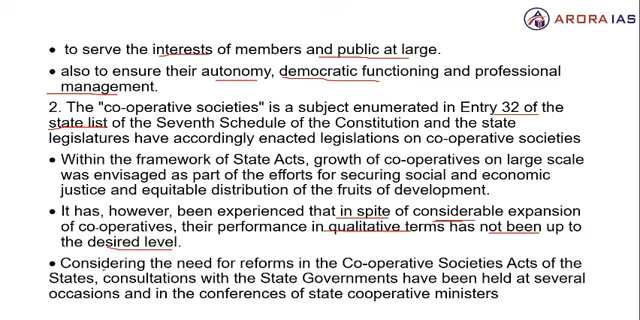 ARORA IAS
• to serve the interests of members and public at large.
• also to ensure their autonomy, democratic functioning and professional
management.
2. The "co-operative societies" is a subject enumerated in Entry 32 of the
state list of the Seventh Schedule of the Constitution and the state
legislatures have accordingly enacted legislations on co-operative societies
• Within the framework of State Acts, growth of co-operatives on large scale
was envisaged as part of the efforts for securing social and economic
justice and equitable distribution of the fruits of development.
• It has, however, been experienced that in spite of considerable expansion
of co-operatives, their performance in qualitative terms has not been up to
the desired level.
• Considering the need for reforms in the Co-operative Societies Acts of the
States, consultations with the State Governments have been held at several
occasions and in the conferences of state cooperative ministers